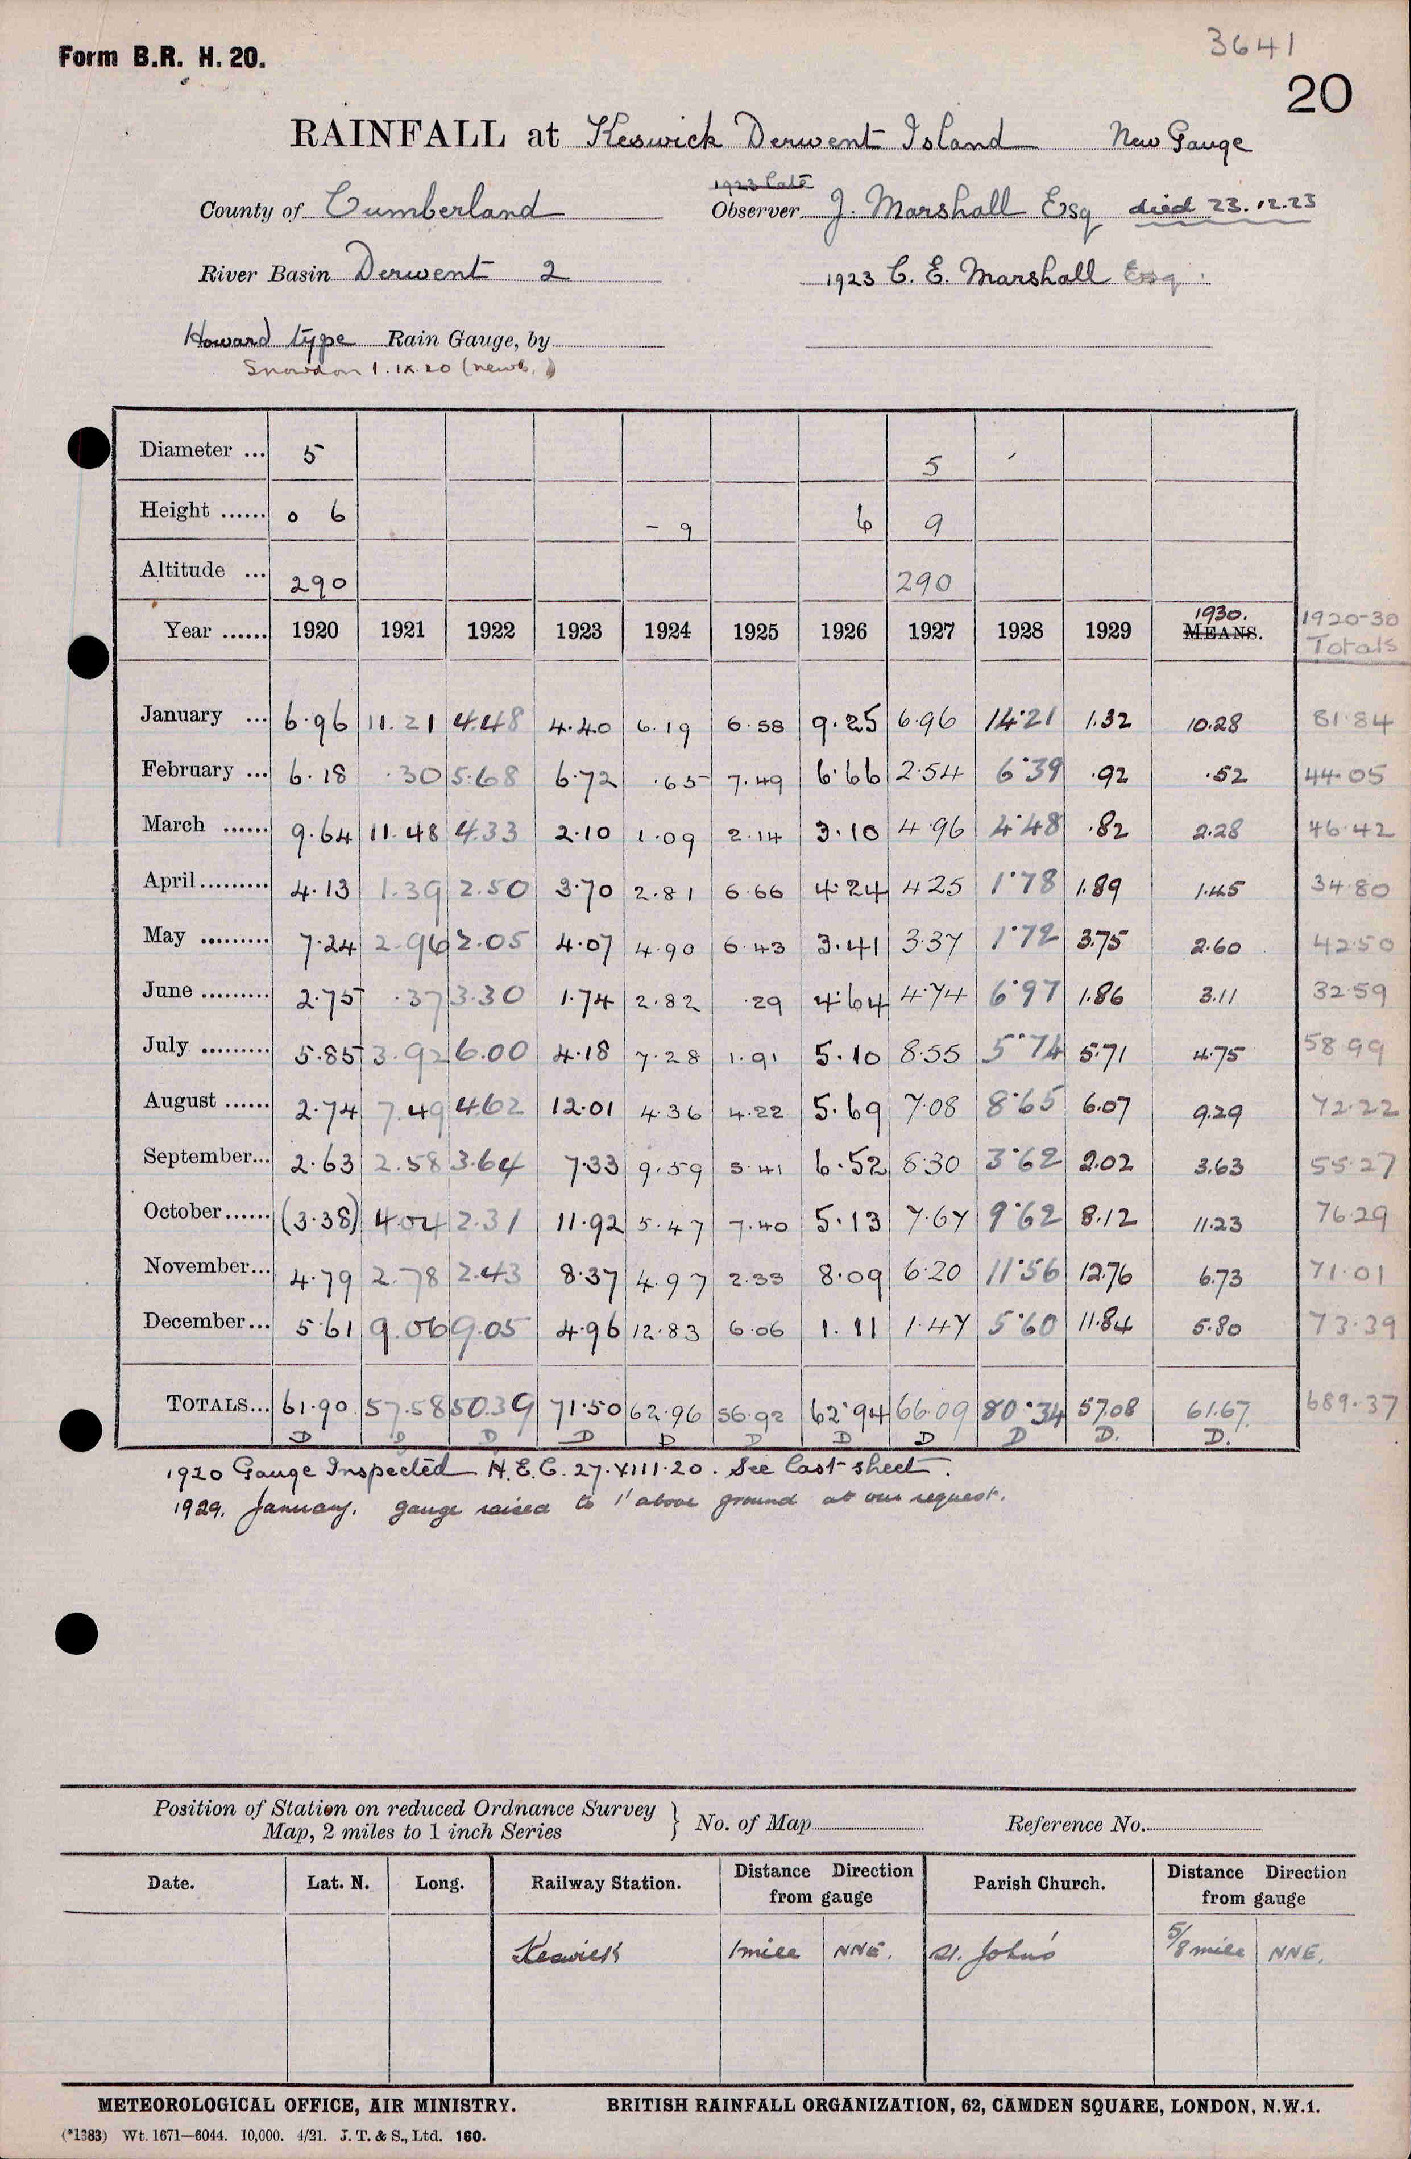 3641
Form B.R. H. 20.
20
RAINFALL at Keswick Derwent Island New Gauge
1923 late
County of Cumberland Observer J. Marshall Esq died 23.12.23
River Basin Derwent 2 1923 C. E. Marshall Esq.
Howard type Rain Gauge, by
Snowdon 1.IX.20 (newb.)
Diameter ... 5 5
Height ...... 0 6 - 9 6 9
Altitude ... 290 290
Year ...... 1920 1921 1922 1923 1924 1925 1926 1927 1928 1929 1930. MEANS. 1920-30 Totals
January ... 6.96 11.21 4.48 4.40 6.19 6.58 9.25 6.96 14.21 1.32 10.28 81.84
February ... 6.18 .30 5.68 6.72 .65 7.49 6.66 2.54 6.39 .92 .52 44.05
March ...... 9.64 11.48 4.33 2.10 1.09 2.14 3.10 4.96 4.48 .82 2.28 46.42
April ......... 4.13 1.39 2.50 3.70 2.81 6.66 4.24 4.25 1.78 1.89 1.45 34.80
May ......... 7.24 2.96 2.05 4.07 4.90 6.43 3.41 3.37 1.72 3.75 2.60 42.50
June ......... 2.75 .37 3.30 1.74 2.82 .29 4.64 4.74 6.97 1.86 3.11 32.59
July ......... 5.85 3.92 6.00 4.18 7.28 1.91 5.10 8.55 5.74 5.71 4.75 58.99
August ...... 2.74 7.49 4.62 12.01 4.36 4.22 5.69 7.08 8.65 6.07 9.29 72.22
September... 2.63 2.58 3.64 7.33 9.59 5.41 6.52 8.30 3.62 2.02 3.63 55.27
October...... (3.38) 4.04 2.31 11.92 5.47 7.40 5.13 7.67 9.62 8.12 11.23 76.29
November... 4.79 2.78 2.43 8.37 4.97 2.33 8.09 6.20 11.56 12.76 6.73 71.01
December... 5.61 9.06 9.05 4.96 12.83 6.06 1.11 1.47 5.60 11.84 5.80 73.39
TOTALS... 61.90 57.58 50.39 71.50 62.96 56.92 62.94 66.09 80.34 57.08 61.67 689.37
D D D D D D D D D D. D.
1920 Gauge Inspected H.E.C. 27.VIII.20. See last sheet.
1929. January. gauge raised to 1' above ground at our request.
Position of Station on reduced Ordnance Survey Map, 2 miles to 1 inch Series } No. of Map Reference No.
Date. Lat. N. Long. Railway Station. Distance Direction from gauge Parish Church. Distance Direction from gauge
Keswick 1 mile NNE. St. John's 5/8 mile NNE.
METEOROLOGICAL OFFICE, AIR MINISTRY. BRITISH RAINFALL ORGANIZATION, 62, CAMDEN SQUARE, LONDON, N.W.1.
(*1383) Wt. 1671—6044. 10,000. 4/21. J. T. & S., Ltd. 160.